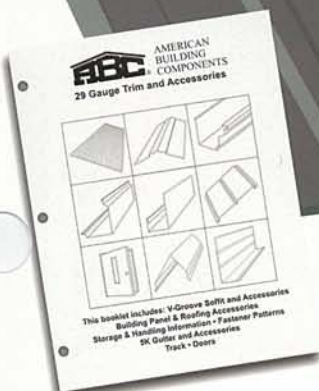 ABC®
AMERICAN
BUILDING
COMPONENTS
29 Gauge Trim and Accessories
This booklet includes: V-Groove Soffit and Accessories
Building Panel & Roofing Accessories
Storage & Handling Information • Fastener Patterns
5K Gutter and Accessories
Track • Doors